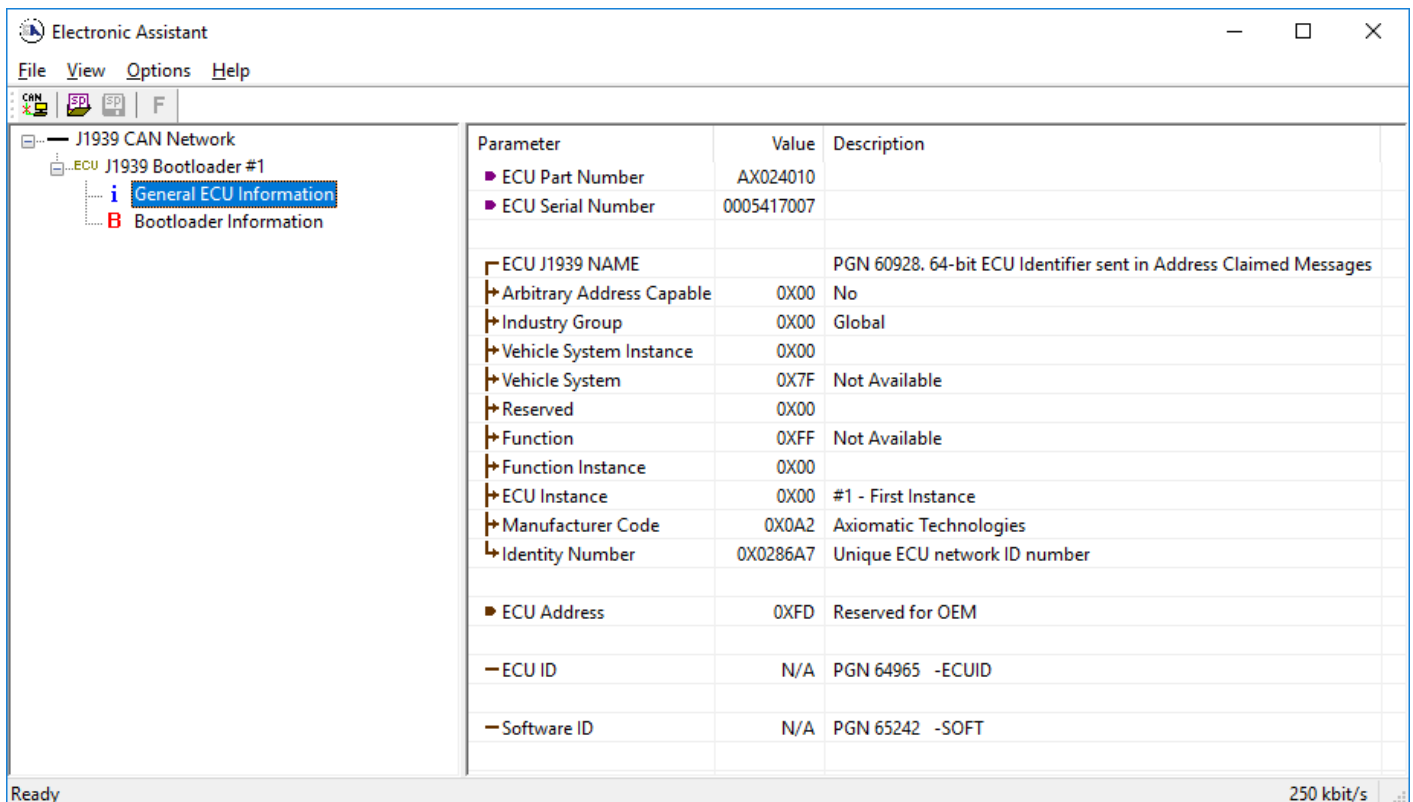 Electronic Assistant
File View Options Help
CAN SP SP F
J1939 CAN Network
ECU J1939 Bootloader #1
i General ECU Information
B Bootloader Information
Parameter Value Description
ECU Part Number AX024010
ECU Serial Number 0005417007
ECU J1939 NAME PGN 60928. 64-bit ECU Identifier sent in Address Claimed Messages
Arbitrary Address Capable 0X00 No
Industry Group 0X00 Global
Vehicle System Instance 0X00
Vehicle System 0X7F Not Available
Reserved 0X00
Function 0XFF Not Available
Function Instance 0X00
ECU Instance 0X00 #1 - First Instance
Manufacturer Code 0X0A2 Axiomatic Technologies
Identity Number 0X0286A7 Unique ECU network ID number
ECU Address 0XFD Reserved for OEM
ECU ID N/A PGN 64965 -ECUID
Software ID N/A PGN 65242 -SOFT
Ready 250 kbit/s